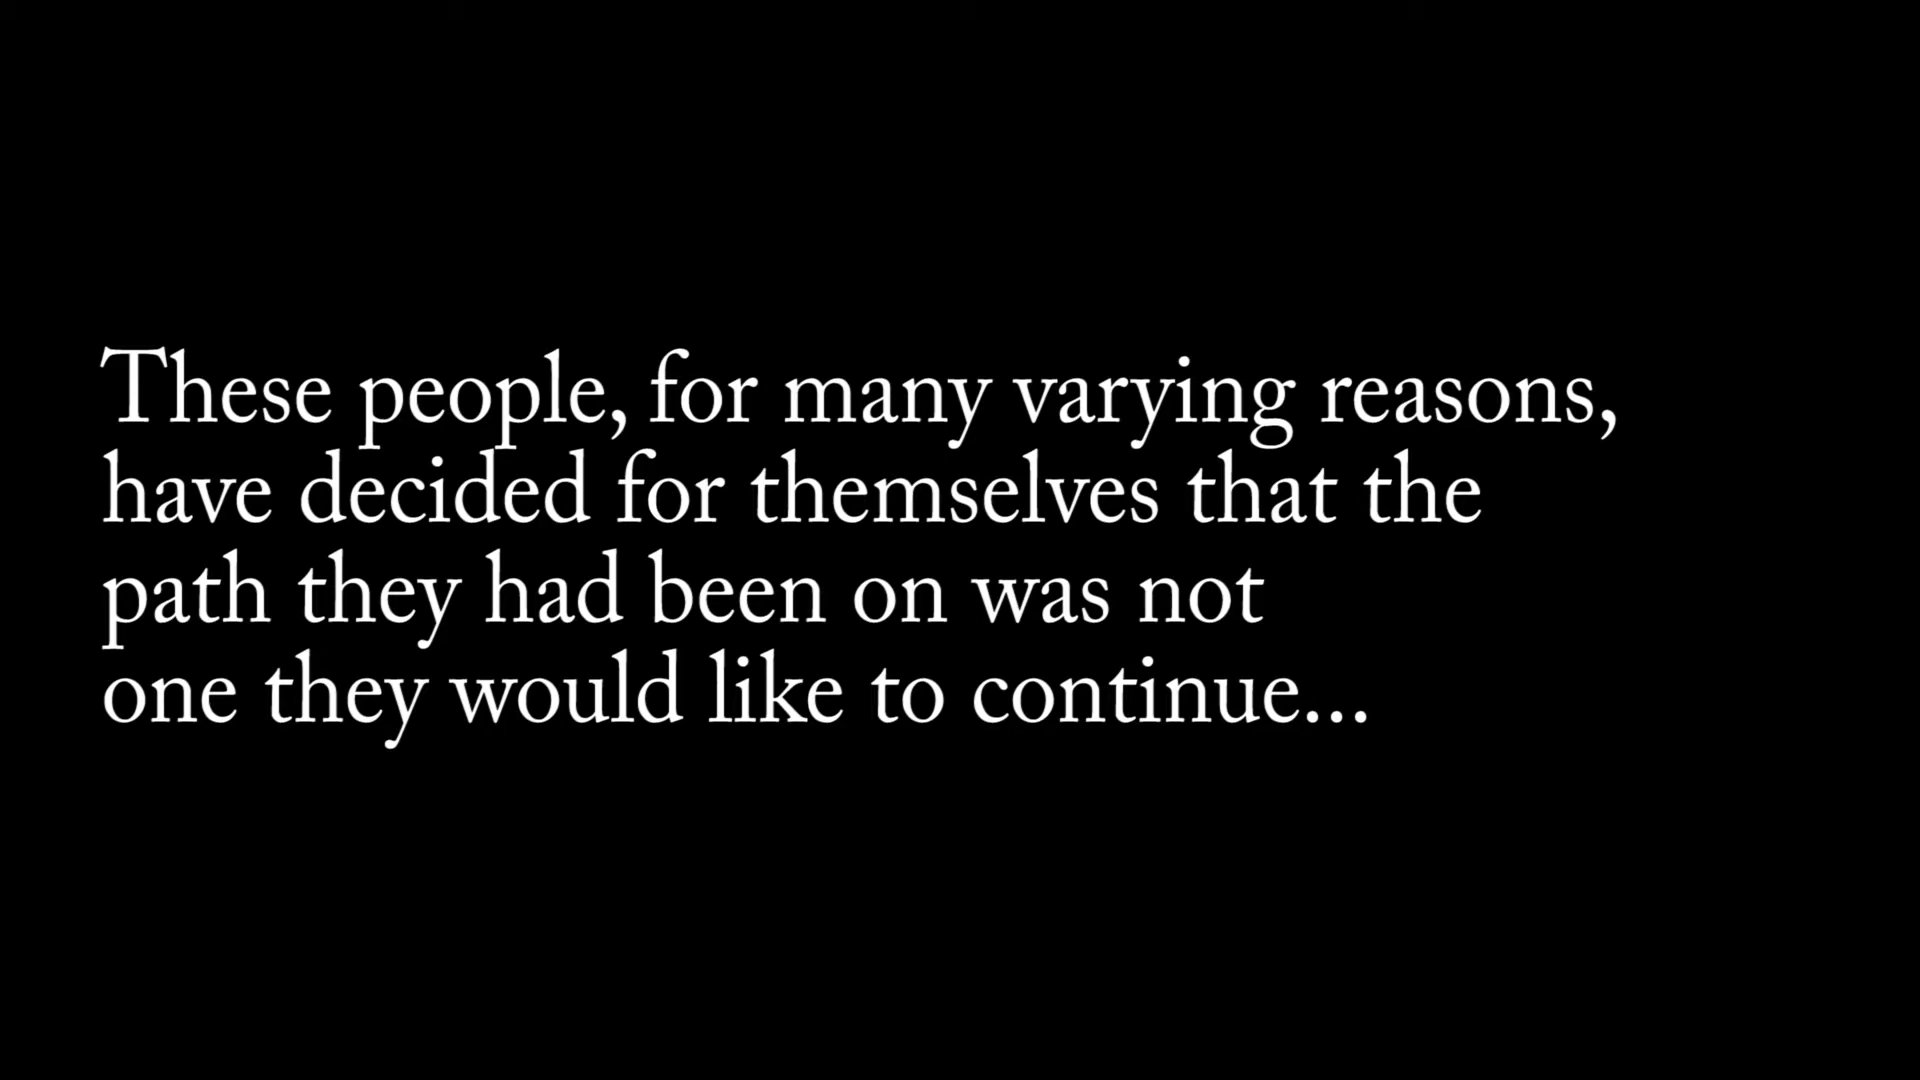 These people, for many varying reasons,
have decided for themselves that the
path they had been on was not
one they would like to continue...